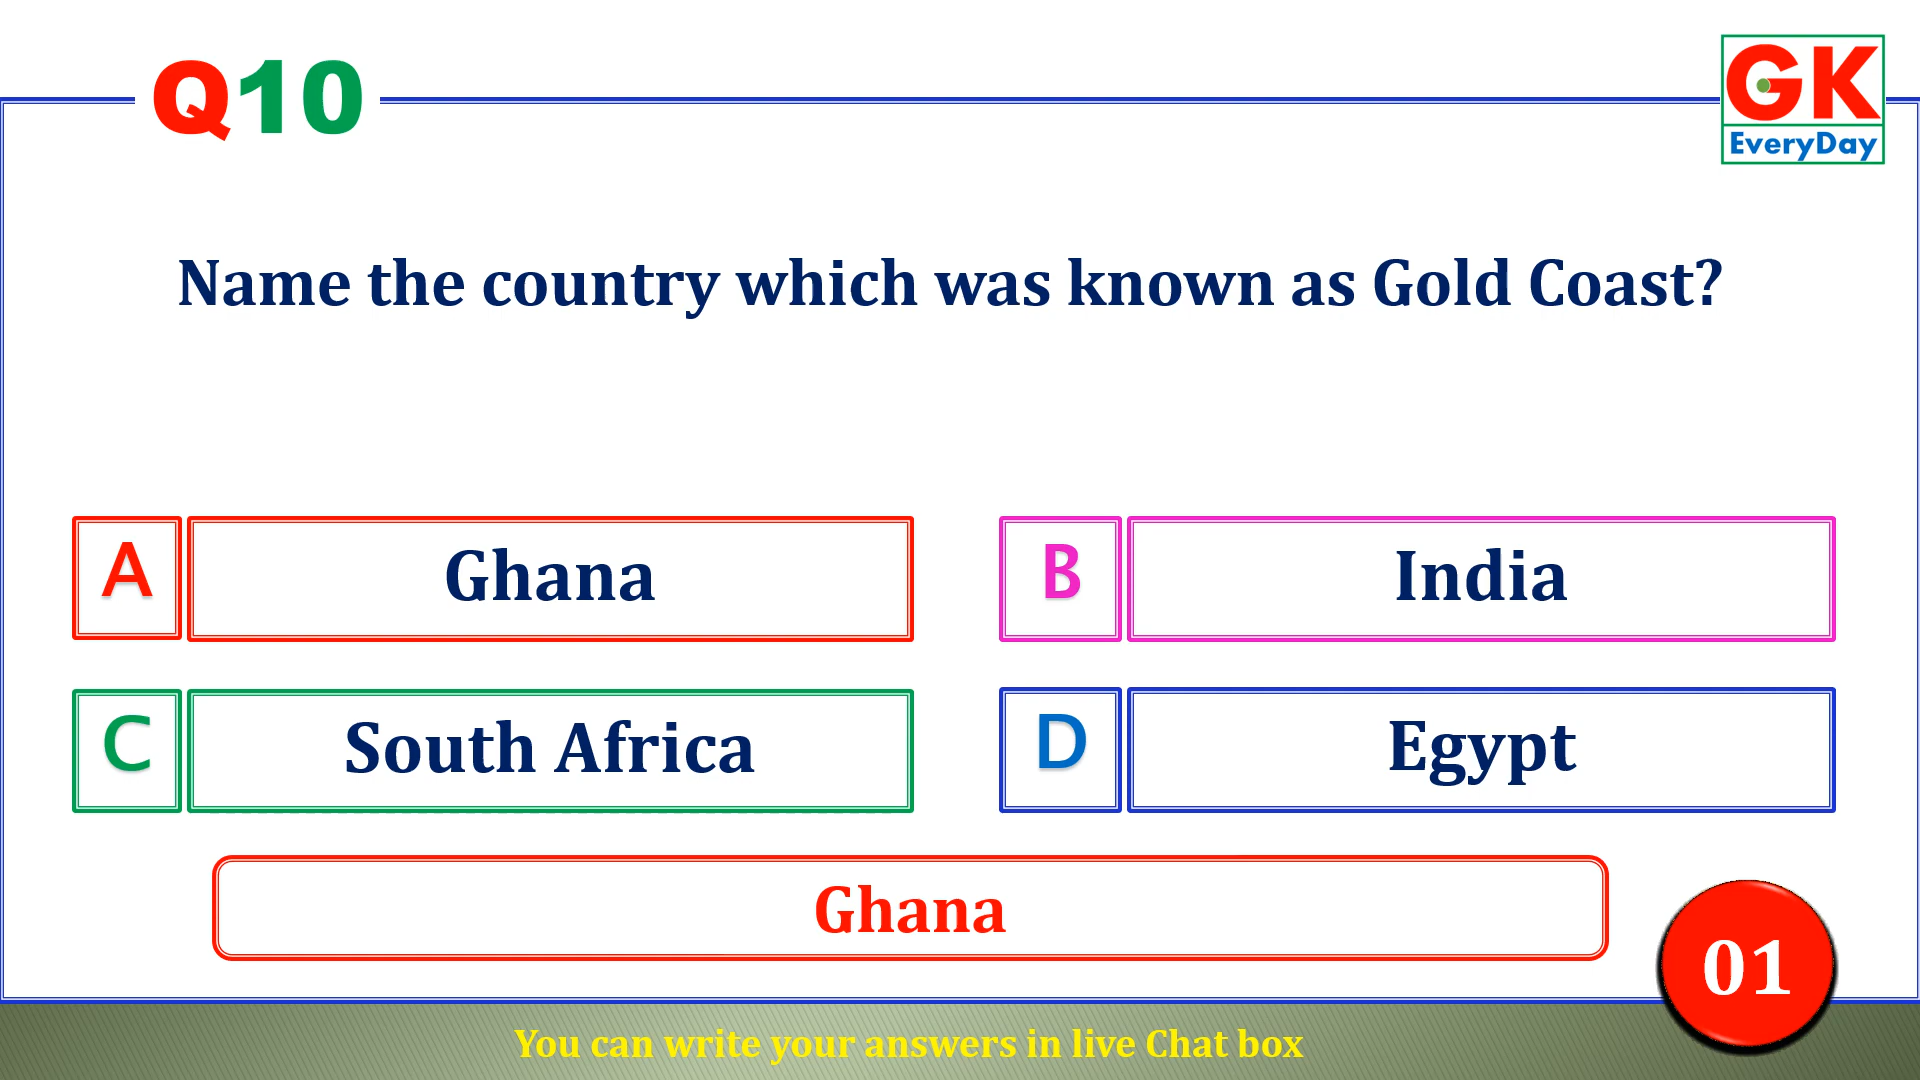 Q10
GK
EveryDay
Name the country which was known as Gold Coast?
A Ghana
B India
C South Africa
D Egypt
Ghana
01
You can write your answers in live Chat box